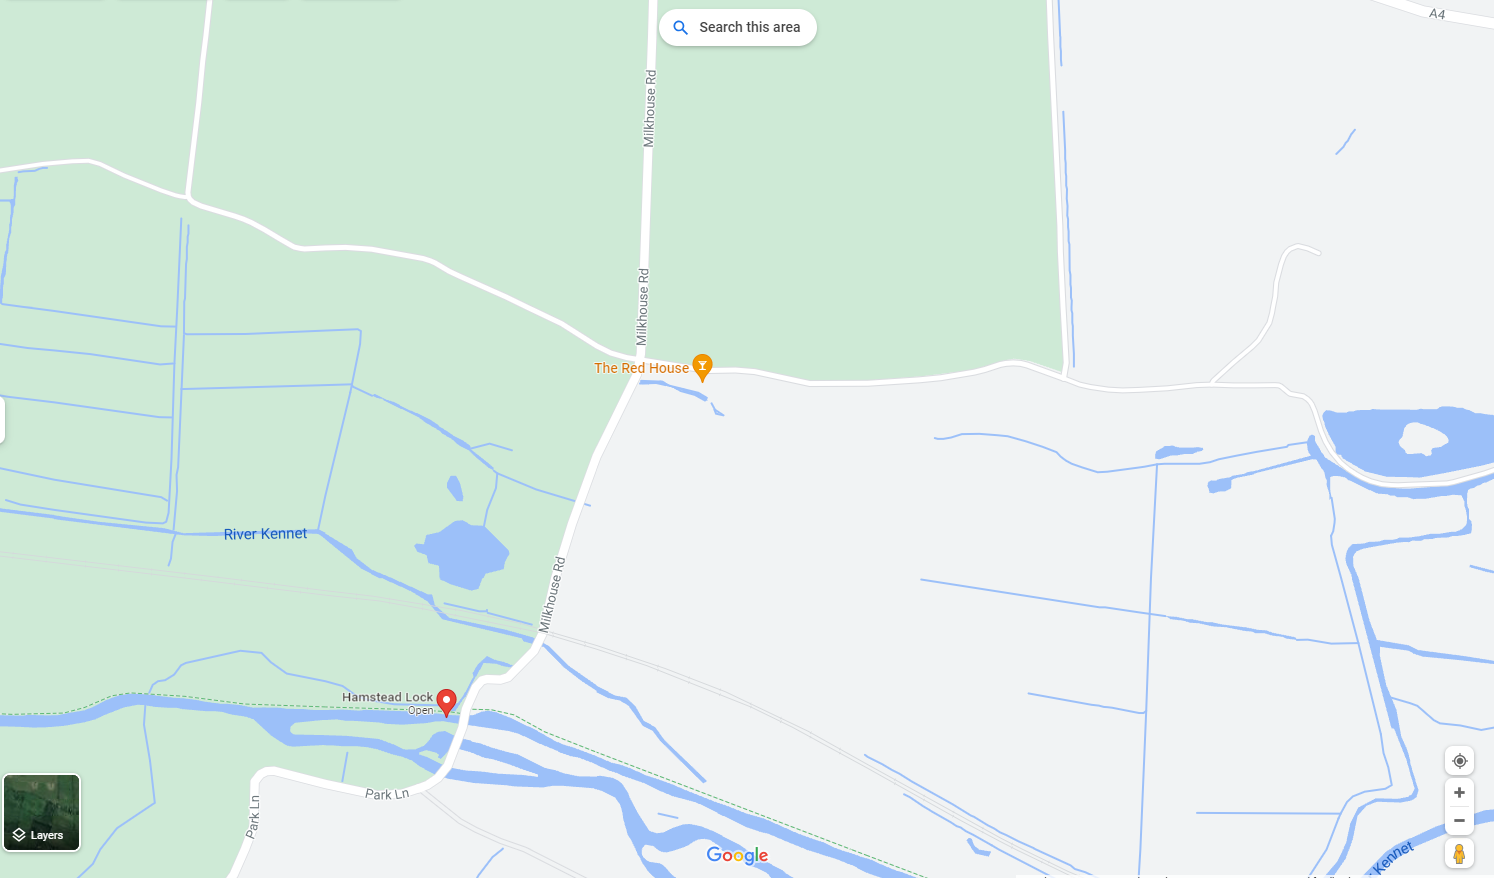 A4
Search this area
Milkhouse Rd
Milkhouse Rd
The Red House
River Kennet
Milkhouse Rd
Hamstead Lock
Open
Park Ln
Park Ln
Layers
Google
Kennet